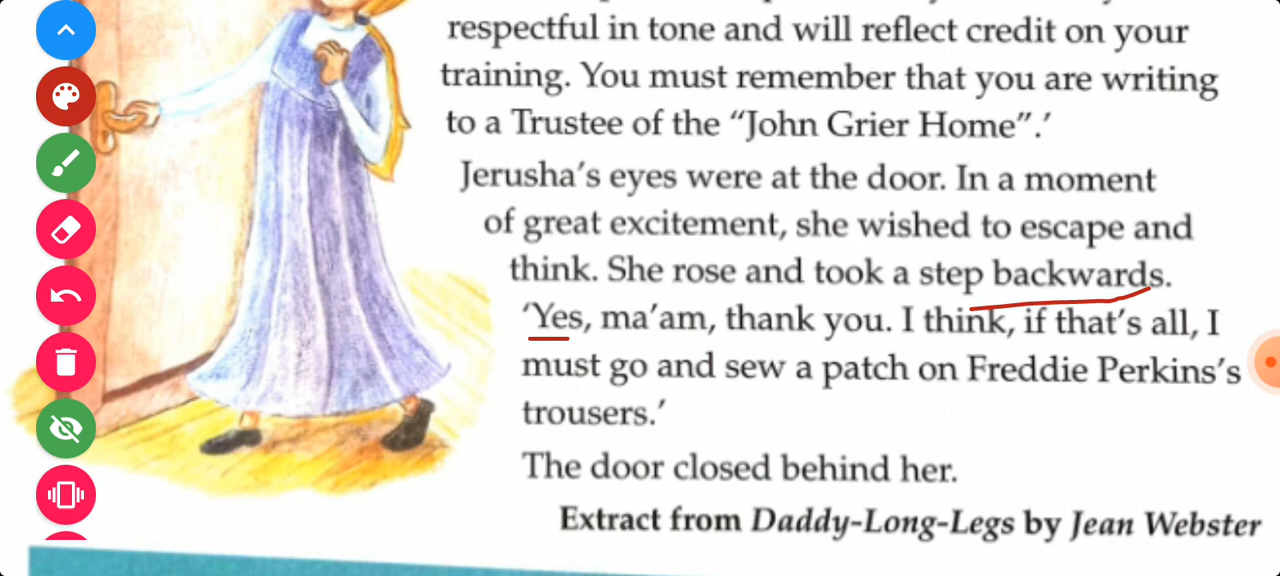 respectful in tone and will reflect credit on your
training. You must remember that you are writing
to a Trustee of the “John Grier Home”.’
Jerusha’s eyes were at the door. In a moment
of great excitement, she wished to escape and
think. She rose and took a step backwards.
‘Yes, ma’am, thank you. I think, if that’s all, I
must go and sew a patch on Freddie Perkins’s
trousers.’
The door closed behind her.
Extract from Daddy-Long-Legs by Jean Webster